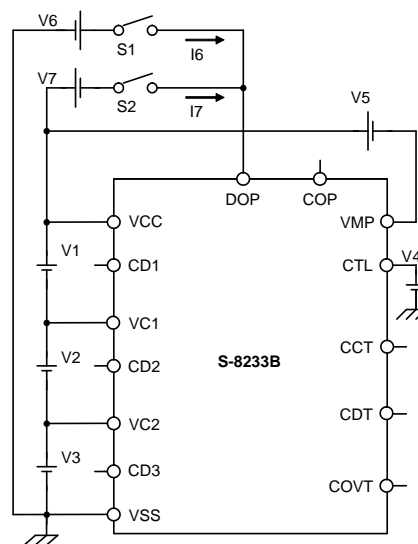 V6
S1
I6
V7
S2
I7
V5
DOP
COP
VCC
VMP
V1
CD1
CTL
V4
VC1
V2
CD2
S-8233B
CCT
VC2
V3
CD3
CDT
COVT
VSS